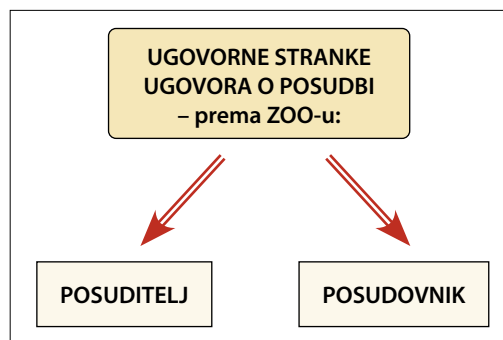 UGOVORNE STRANKE
UGOVORA O POSUDBI
– prema ZOO-u:
POSUDITELJ
POSUDOVNIK